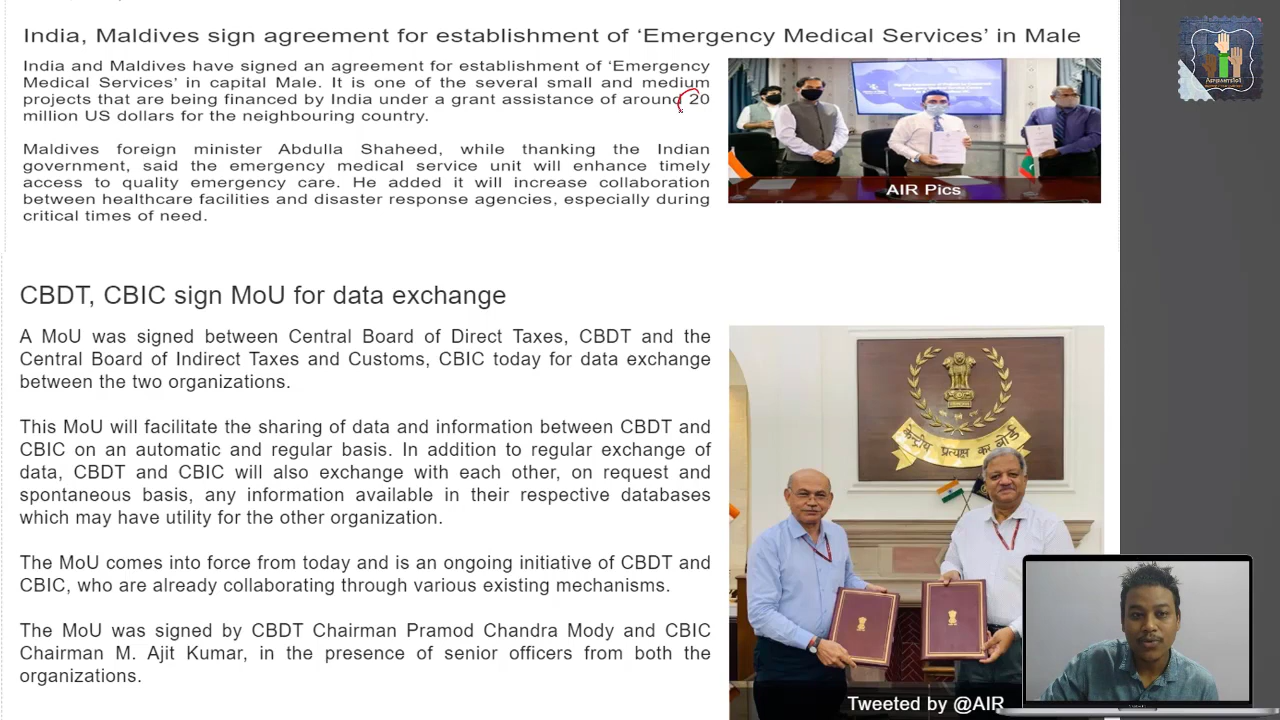 India, Maldives sign agreement for establishment of ‘Emergency Medical Services’ in Male
India and Maldives have signed an agreement for establishment of ‘Emergency
Medical Services’ in capital Male. It is one of the several small and medium
projects that are being financed by India under a grant assistance of around 20
million US dollars for the neighbouring country.
Maldives foreign minister Abdulla Shaheed, while thanking the Indian
government, said the emergency medical service unit will enhance timely
access to quality emergency care. He added it will increase collaboration
between healthcare facilities and disaster response agencies, especially during
critical times of need.
AIR Pics
CBDT, CBIC sign MoU for data exchange
A MoU was signed between Central Board of Direct Taxes, CBDT and the
Central Board of Indirect Taxes and Customs, CBIC today for data exchange
between the two organizations.
This MoU will facilitate the sharing of data and information between CBDT and
CBIC on an automatic and regular basis. In addition to regular exchange of
data, CBDT and CBIC will also exchange with each other, on request and
spontaneous basis, any information available in their respective databases
which may have utility for the other organization.
The MoU comes into force from today and is an ongoing initiative of CBDT and
CBIC, who are already collaborating through various existing mechanisms.
The MoU was signed by CBDT Chairman Pramod Chandra Mody and CBIC
Chairman M. Ajit Kumar, in the presence of senior officers from both the
organizations.
केन्द्रीय प्रत्यक्ष कर बोर्ड
Tweeted by @AIR